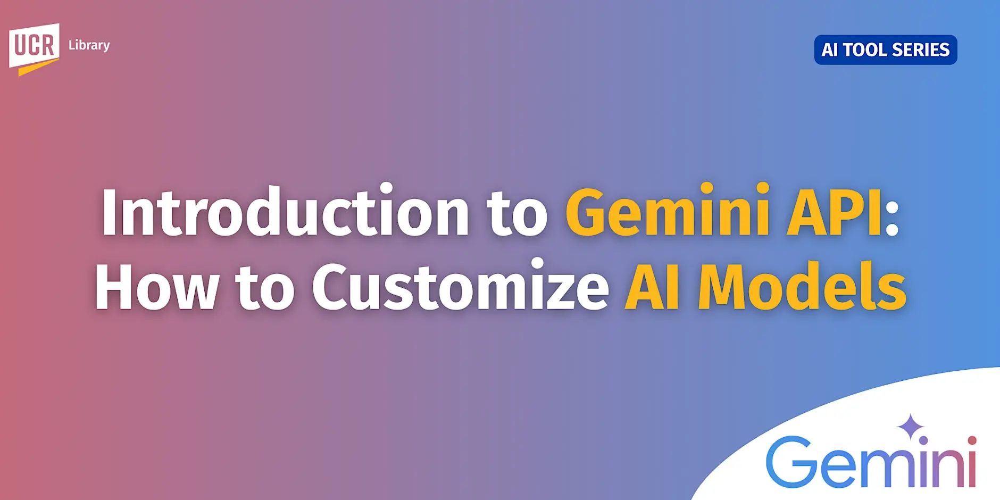 UCR Library
AI TOOL SERIES
Introduction to Gemini API:
How to Customize AI Models
Gemini